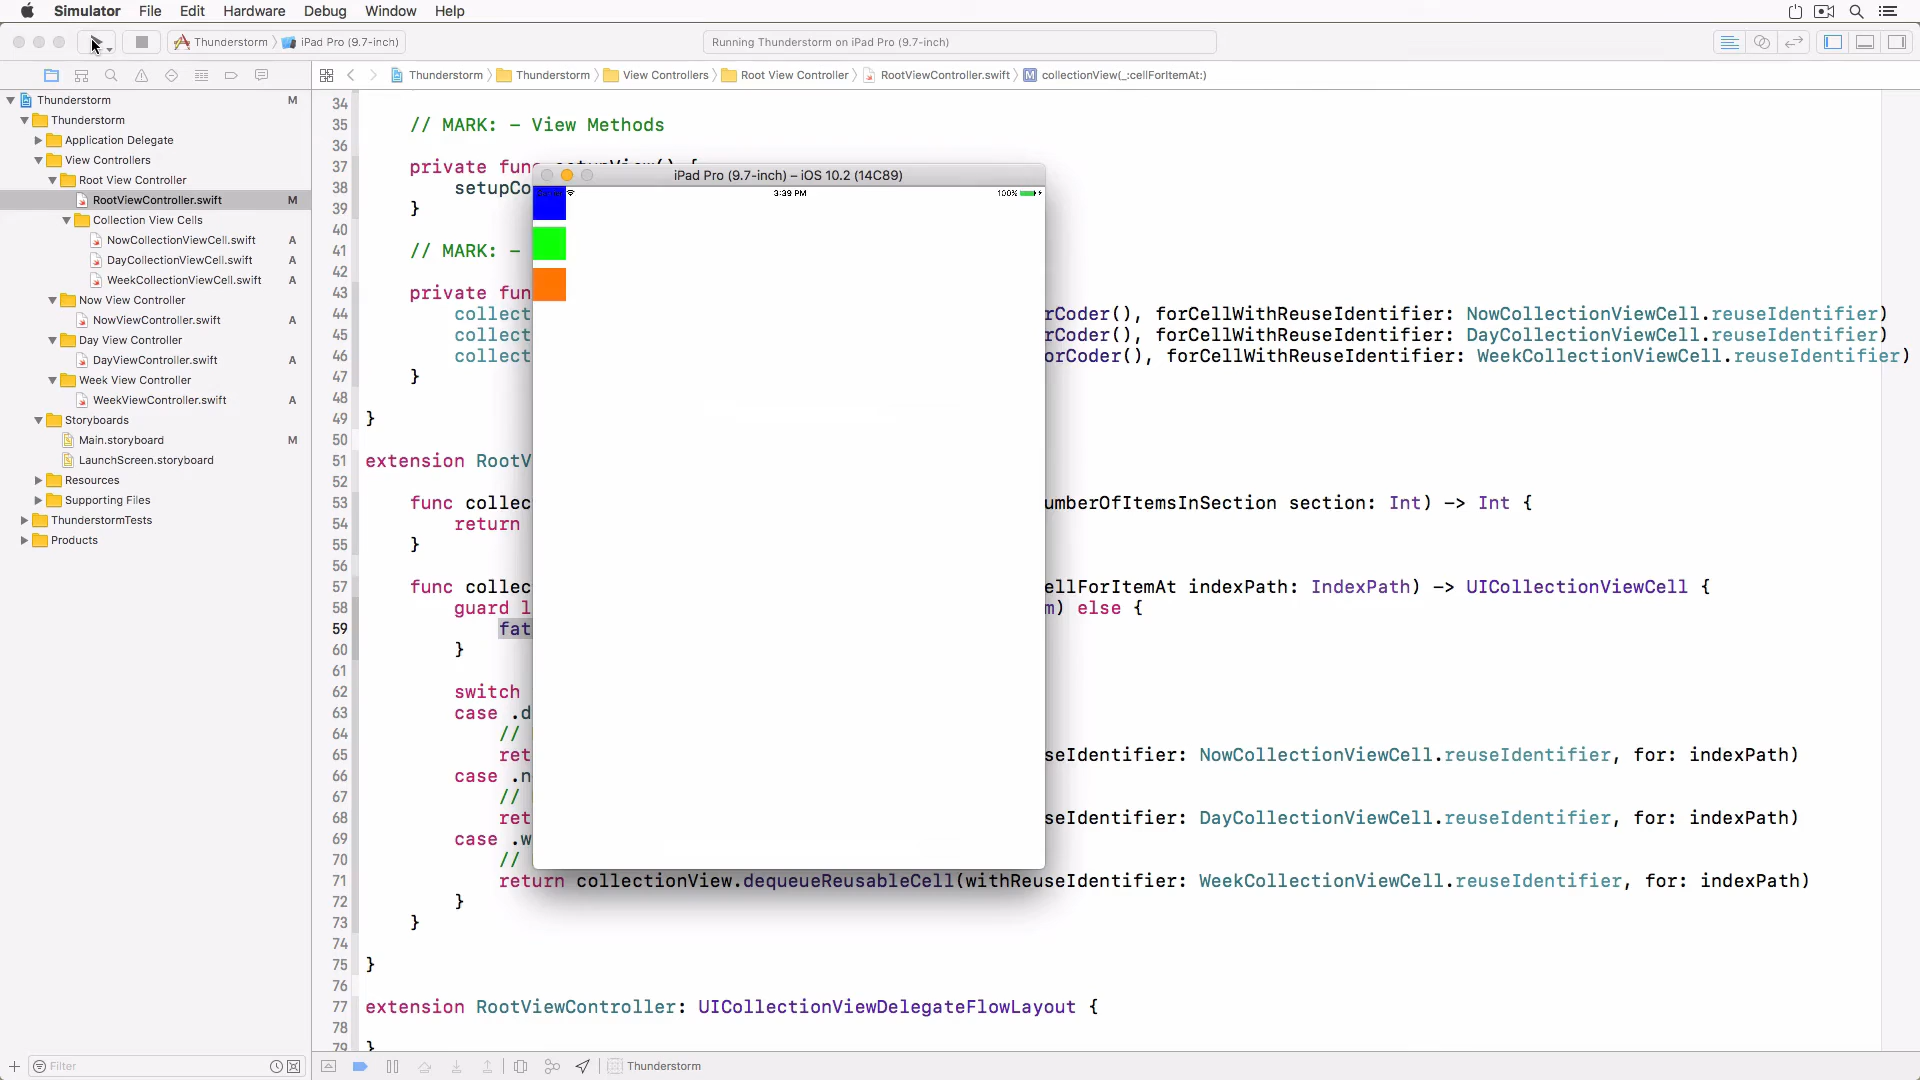 Simulator File Edit Hardware Debug Window Help
Thunderstorm iPad Pro (9.7-inch)
Running Thunderstorm on iPad Pro (9.7-inch)
Thunderstorm Thunderstorm View Controllers Root View Controller RootViewController.swift M collectionView(_:cellForItemAt:)
Thunderstorm M
Thunderstorm
Application Delegate
View Controllers
Root View Controller
RootViewController.swift M
Collection View Cells
NowCollectionViewCell.swift A
DayCollectionViewCell.swift A
WeekCollectionViewCell.swift A
Now View Controller
NowViewController.swift A
Day View Controller
DayViewController.swift A
Week View Controller
WeekViewController.swift A
Storyboards
Main.storyboard M
LaunchScreen.storyboard
Resources
Supporting Files
ThunderstormTests
Products
Filter
34
35 // MARK: - View Methods
36
37 private func setupView() {
38 setupCo
39 }
40
41 // MARK: -
42
43 private fun
44 collect rCoder(), forCellWithReuseIdentifier: NowCollectionViewCell.reuseIdentifier)
45 collect rCoder(), forCellWithReuseIdentifier: DayCollectionViewCell.reuseIdentifier)
46 collect orCoder(), forCellWithReuseIdentifier: WeekCollectionViewCell.reuseIdentifier)
47 }
48
49 }
50
51 extension RootV
52
53 func collec umberOfItemsInSection section: Int) -> Int {
54 return
55 }
56
57 func collec ellForItemAt indexPath: IndexPath) -> UICollectionViewCell {
58 guard l m) else {
59 fat
60 }
61
62 switch
63 case .d
64 //
65 ret seIdentifier: NowCollectionViewCell.reuseIdentifier, for: indexPath)
66 case .n
67 //
68 ret seIdentifier: DayCollectionViewCell.reuseIdentifier, for: indexPath)
69 case .w
70 //
71 return collectionView.dequeueReusableCell(withReuseIdentifier: WeekCollectionViewCell.reuseIdentifier, for: indexPath)
72 }
73 }
74
75 }
76
77 extension RootViewController: UICollectionViewDelegateFlowLayout {
78
79 }
iPad Pro (9.7-inch) – iOS 10.2 (14C89)
3:39 PM 100%
Thunderstorm